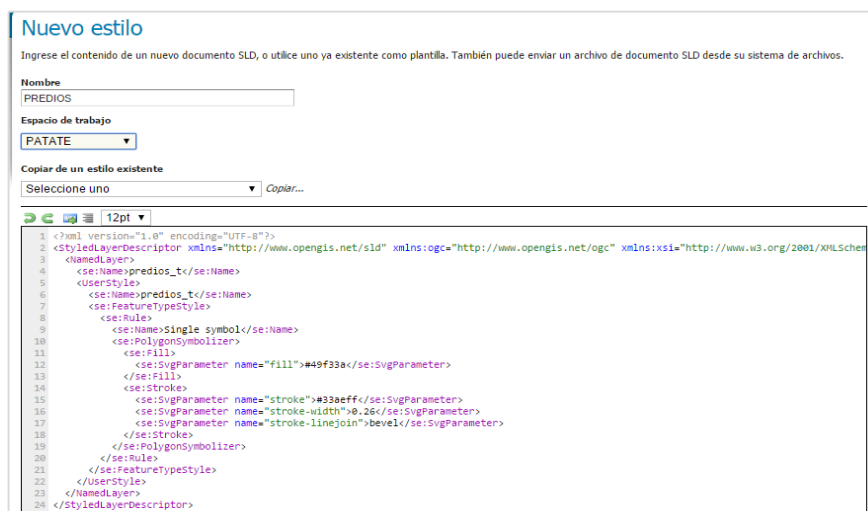 Nuevo estilo
Ingrese el contenido de un nuevo documento SLD, o utilice uno ya existente como plantilla. También puede enviar un archivo de documento SLD desde su sistema de archivos.
Nombre
PREDIOS
Espacio de trabajo
PATATE
Copiar de un estilo existente
Seleccione uno Copiar...
12pt
1 <?xml version="1.0" encoding="UTF-8"?>
2 <StyledLayerDescriptor xmlns="http://www.opengis.net/sld" xmlns:ogc="http://www.opengis.net/ogc" xmlns:xsi="http://www.w3.org/2001/XMLSchem
3 <NamedLayer>
4 <se:Name>predios_t</se:Name>
5 <UserStyle>
6 <se:Name>predios_t</se:Name>
7 <se:FeatureTypeStyle>
8 <se:Rule>
9 <se:Name>Single symbol</se:Name>
10 <se:PolygonSymbolizer>
11 <se:Fill>
12 <se:SvgParameter name="fill">#49f33a</se:SvgParameter>
13 </se:Fill>
14 <se:Stroke>
15 <se:SvgParameter name="stroke">#33aeff</se:SvgParameter>
16 <se:SvgParameter name="stroke-width">0.26</se:SvgParameter>
17 <se:SvgParameter name="stroke-linejoin">bevel</se:SvgParameter>
18 </se:Stroke>
19 </se:PolygonSymbolizer>
20 </se:Rule>
21 </se:FeatureTypeStyle>
22 </UserStyle>
23 </NamedLayer>
24 </StyledLayerDescriptor>